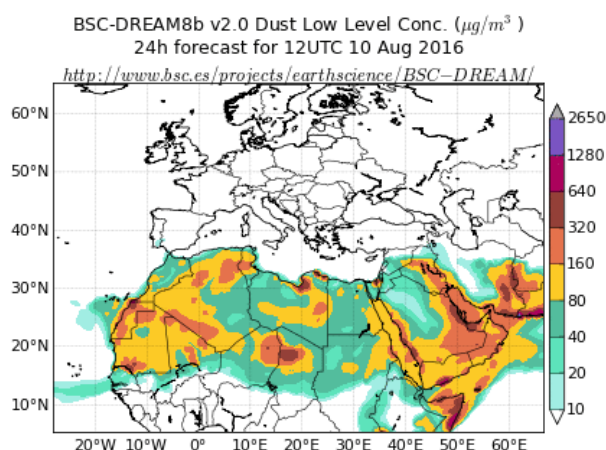 BSC-DREAM8b v2.0 Dust Low Level Conc. (μg/m³ )
24h forecast for 12UTC 10 Aug 2016
http://www.bsc.es/projects/earthscience/BSC−DREAM/
60°N
50°N
40°N
30°N
20°N
10°N
20°W 10°W 0° 10°E 20°E 30°E 40°E 50°E 60°E
2650
1280
640
320
160
80
40
20
10